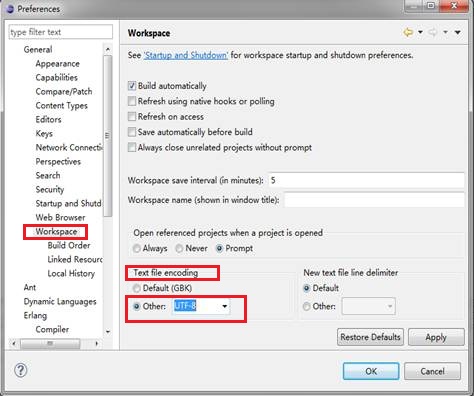 Preferences
type filter text
General
Appearance
Capabilities
Compare/Patch
Content Types
Editors
Keys
Network Connectio
Perspectives
Search
Security
Startup and Shutd
Web Browser
Workspace
Build Order
Linked Resource
Local History
Ant
Dynamic Languages
Erlang
Compiler
Workspace
See 'Startup and Shutdown' for workspace startup and shutdown preferences.
Build automatically
Refresh using native hooks or polling
Refresh on access
Save automatically before build
Always close unrelated projects without prompt
Workspace save interval (in minutes): 5
Workspace name (shown in window title):
Open referenced projects when a project is opened
Always Never Prompt
Text file encoding
Default (GBK)
Other: UTF-8
New text file line delimiter
Default
Other:
Restore Defaults Apply
OK Cancel